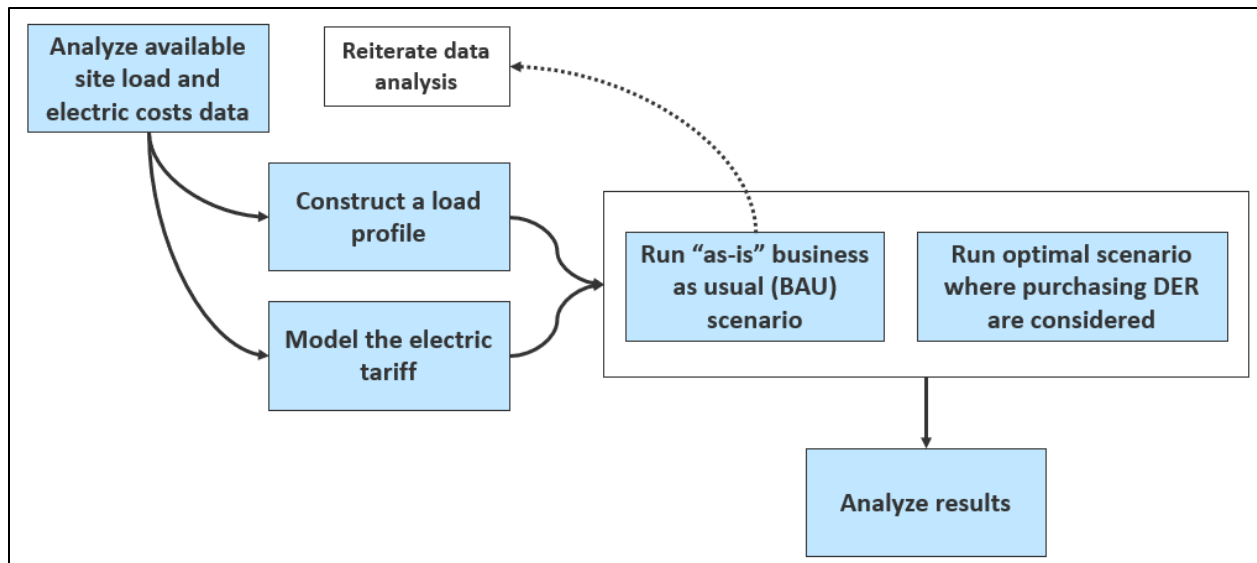 Analyze available
site load and
electric costs data
Reiterate data
analysis
Construct a load
profile
Model the electric
tariff
Run “as-is” business
as usual (BAU)
scenario
Run optimal scenario
where purchasing DER
are considered
Analyze results